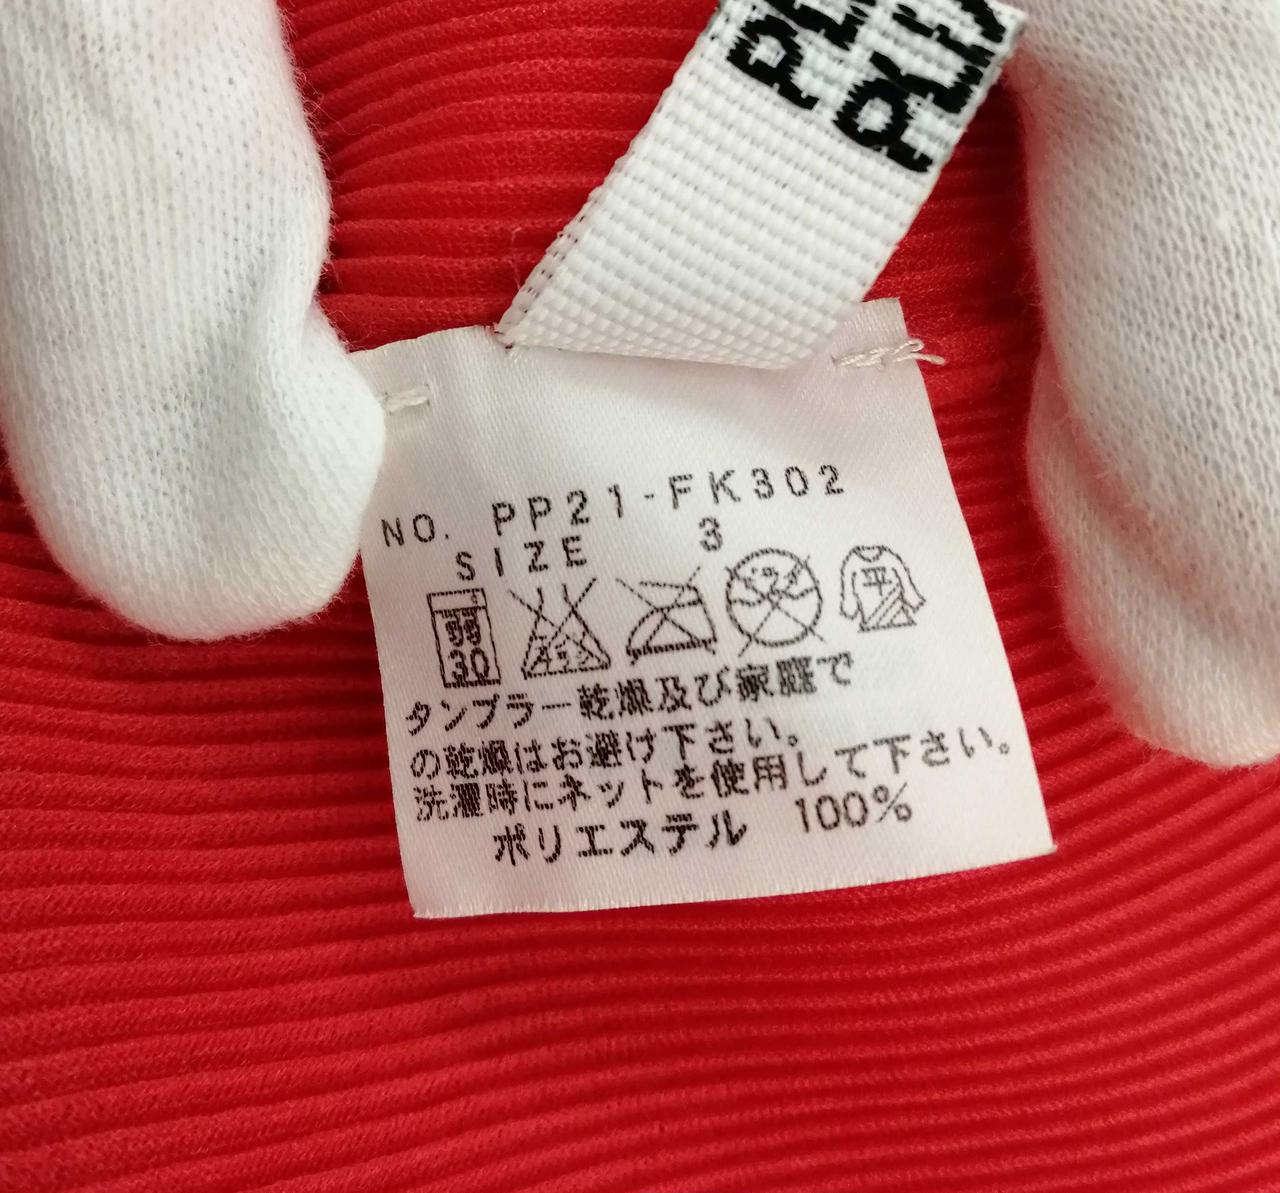 NO. PP21-FK302
SIZE 3
30
平
タンブラー乾燥及び家庭で
の乾燥はお避け下さい。
洗濯時にネットを使用して下さい。
ポリエステル 100%